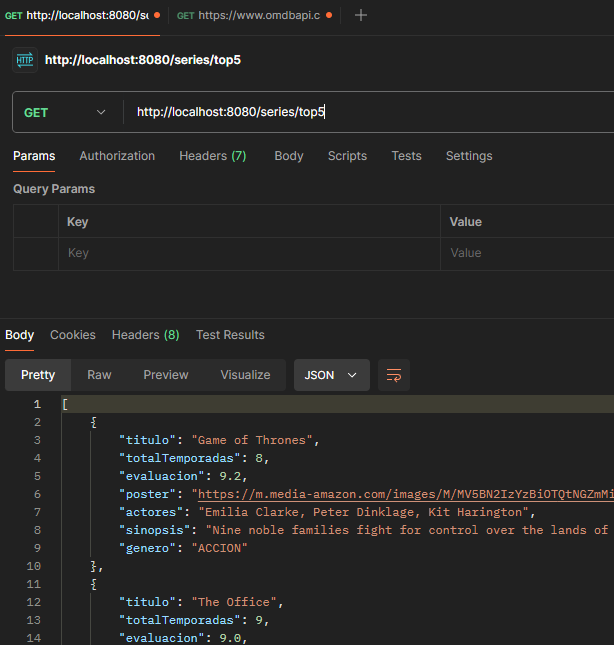 GET http://localhost:8080/se GET https://www.omdbapi.c
HTTP http://localhost:8080/series/top5
GET http://localhost:8080/series/top5
Params Authorization Headers (7) Body Scripts Tests Settings
Query Params
Key Value
Key Value
Body Cookies Headers (8) Test Results
Pretty Raw Preview Visualize JSON
1 [
2 {
3 "titulo": "Game of Thrones",
4 "totalTemporadas": 8,
5 "evaluacion": 9.2,
6 "poster": "https://m.media-amazon.com/images/M/MV5BN2IzYzBiOTQtNGZmMi
7 "actores": "Emilia Clarke, Peter Dinklage, Kit Harington",
8 "sinopsis": "Nine noble families fight for control over the lands of
9 "genero": "ACCION"
10 },
11 {
12 "titulo": "The Office",
13 "totalTemporadas": 9,
14 "evaluacion": 9.0,